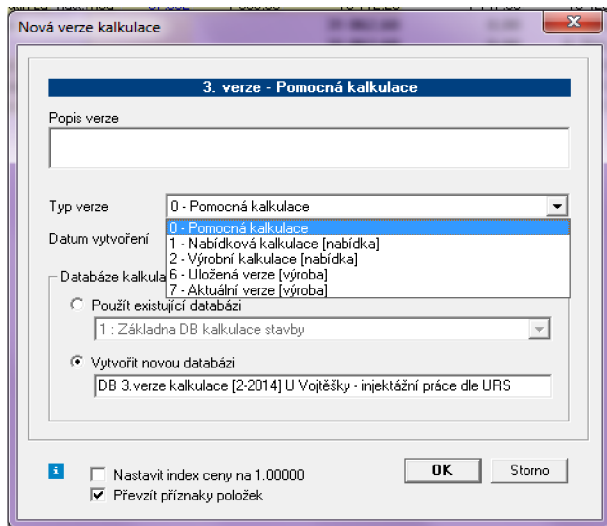 Nová verze kalkulace
3. verze - Pomocná kalkulace
Popis verze
Typ verze
0 - Pomocná kalkulace
0 - Pomocná kalkulace
1 - Nabídková kalkulace [nabídka]
2 - Výrobní kalkulace [nabídka]
6 - Uložená verze [výroba]
7 - Aktuální verze [výroba]
Datum vytvoření
Databáze kalkula
Použít existující databázi
1 : Základna DB kalkulace stavby
Vytvořit novou databázi
DB 3.verze kalkulace [2-2014] U Vojtěšky - injektážní práce dle URS
Nastavit index ceny na 1.00000
Převzít příznaky položek
OK
Storno